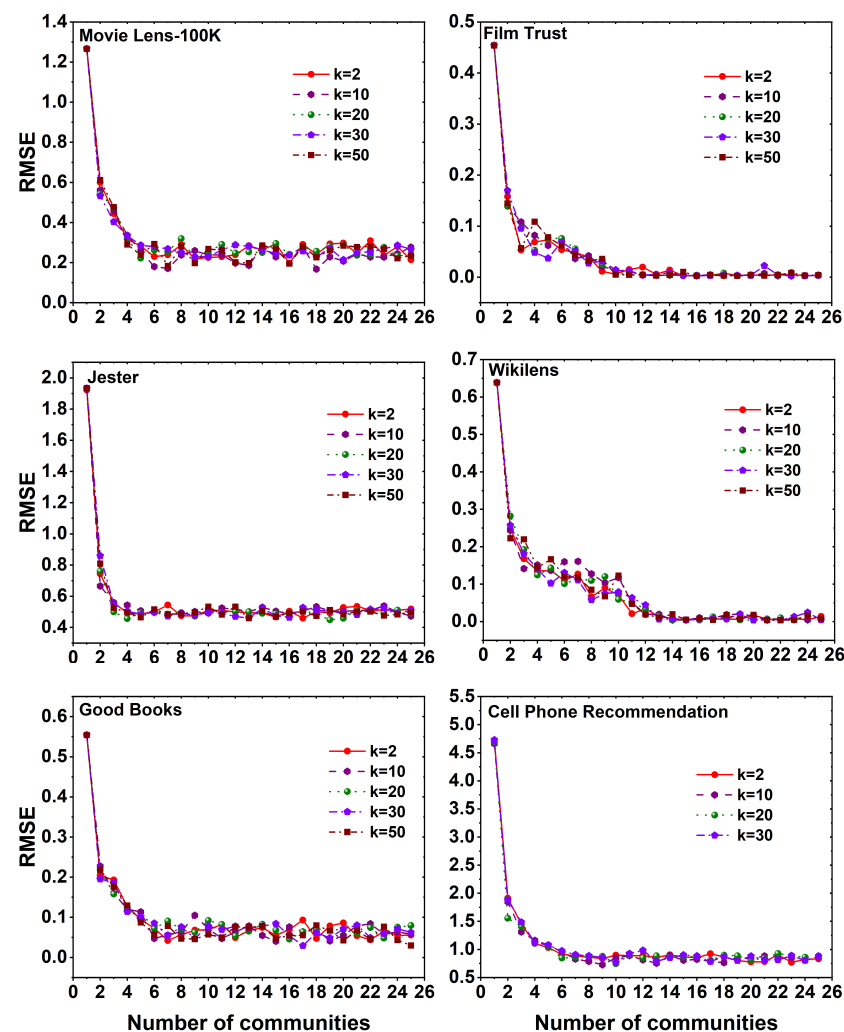 Movie Lens-100K
RMSE
1.4
1.2
1.0
0.8
0.6
0.4
0.2
0.0
k=2
k=10
k=20
k=30
k=50
0 2 4 6 8 10 12 14 16 18 20 22 24 26
Film Trust
0.5
0.4
0.3
0.2
0.1
0.0
k=2
k=10
k=20
k=30
k=50
0 2 4 6 8 10 12 14 16 18 20 22 24 26
Jester
RMSE
2.0
1.8
1.6
1.4
1.2
1.0
0.8
0.6
0.4
k=2
k=10
k=20
k=30
k=50
0 2 4 6 8 10 12 14 16 18 20 22 24 26
Wikilens
0.7
0.6
0.5
0.4
0.3
0.2
0.1
0.0
k=2
k=10
k=20
k=30
k=50
0 2 4 6 8 10 12 14 16 18 20 22 24 26
Good Books
RMSE
0.6
0.5
0.4
0.3
0.2
0.1
0.0
k=2
k=10
k=20
k=30
k=50
0 2 4 6 8 10 12 14 16 18 20 22 24 26
Number of communities
Cell Phone Recommendation
5.5
5.0
4.5
4.0
3.5
3.0
2.5
2.0
1.5
1.0
0.5
k=2
k=10
k=20
k=30
0 2 4 6 8 10 12 14 16 18 20 22 24 26
Number of communities